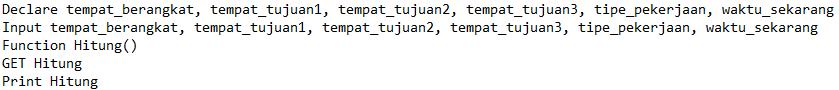 Declare tempat_berangkat, tempat_tujuan1, tempat_tujuan2, tempat_tujuan3, tipe_pekerjaan, waktu_sekarang
Input tempat_berangkat, tempat_tujuan1, tempat_tujuan2, tempat_tujuan3, tipe_pekerjaan, waktu_sekarang
Function Hitung()
GET Hitung
Print Hitung